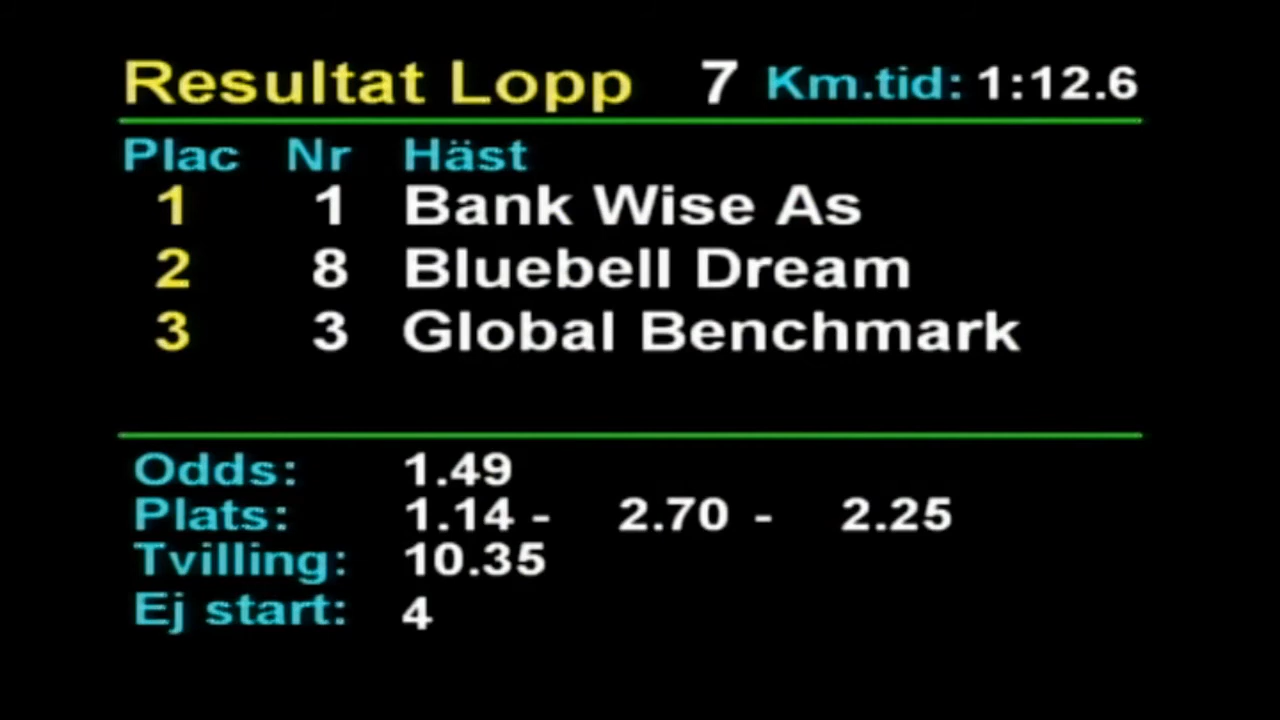 Resultat Lopp 7 Km.tid: 1:12.6
Plac Nr Häst
1 1 Bank Wise As
2 8 Bluebell Dream
3 3 Global Benchmark
Odds: 1.49
Plats: 1.14 - 2.70 - 2.25
Tvilling: 10.35
Ej start: 4